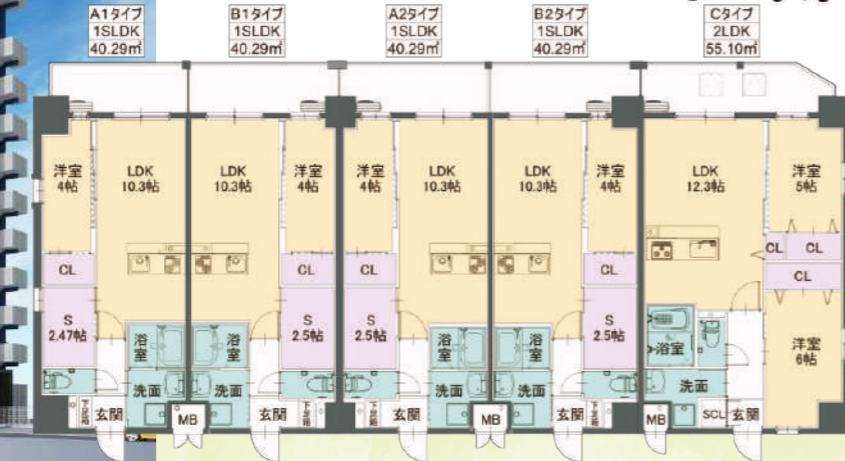 A1タイプ
1SLDK
40.29㎡
B1タイプ
1SLDK
40.29㎡
A2タイプ
1SLDK
40.29㎡
B2タイプ
1SLDK
40.29㎡
Cタイプ
2LDK
55.10㎡
洋室
4帖
LDK
10.3帖
CL
S
2.47帖
浴室
洗面
下足箱
玄関
MB
LDK
10.3帖
洋室
4帖
CL
S
2.5帖
浴室
洗面
玄関
下足箱
洋室
4帖
LDK
10.3帖
CL
S
2.5帖
浴室
洗面
下足箱
玄関
MB
LDK
10.3帖
洋室
4帖
CL
S
2.5帖
浴室
洗面
玄関
下足箱
LDK
12.3帖
洋室
5帖
CL
CL
CL
浴室
洋室
6帖
洗面
MB
SCL
玄関